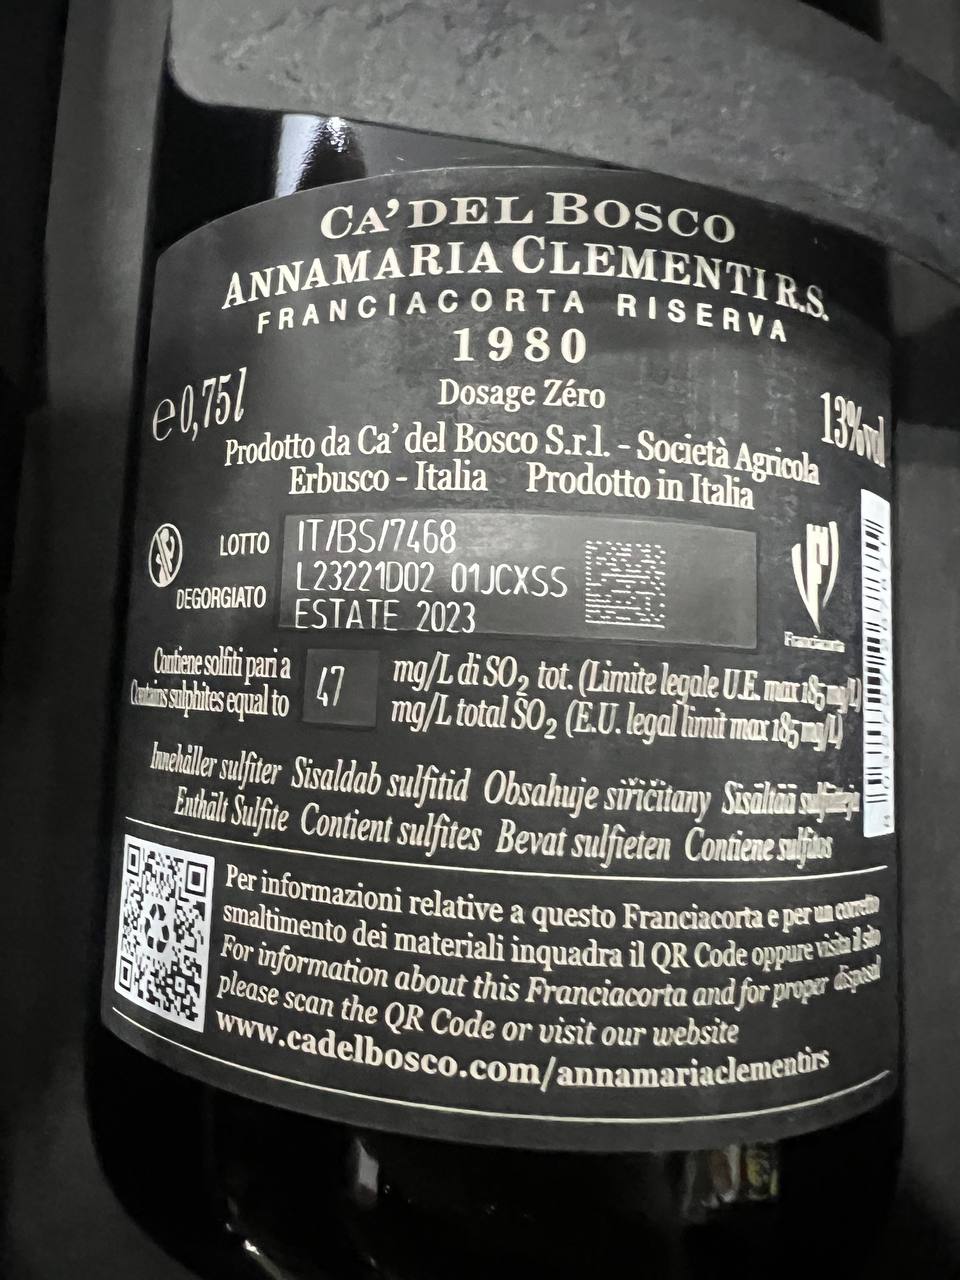 CA'DEL BOSCO
ANNAMARIA CLEMENTI R.S.
FRANCIACORTA RISERVA
1980
Dosage Zéro
e 0,75l
13%vol
Prodotto da Ca' del Bosco S.r.l. - Società Agricola
Erbusco - Italia Prodotto in Italia
LOTTO
DEGORGIATO
IT/BS/7468
L23221D02 01JCXSS
ESTATE 2023
Franciacorta
Contiene solfiti pari a 47 mg/L di SO2 tot. (Limite legale U.E. max 185 mg/L)
Contains sulphites equal to mg/L total SO2 (E.U. legal limit max 185 mg/L)
Innehåller sulfiter Sisaldab sulfitid Obsahuje siřičitany Sisältää sulfiitteja
Enthält Sulfite Contient sulfites Bevat sulfieten Contiene sulfitos
Per informazioni relative a questo Franciacorta e per un corretto
smaltimento dei materiali inquadra il QR Code oppure visita il sito
For information about this Franciacorta and for proper disposal
please scan the QR Code or visit our website
www.cadelbosco.com/annamariaclementirs